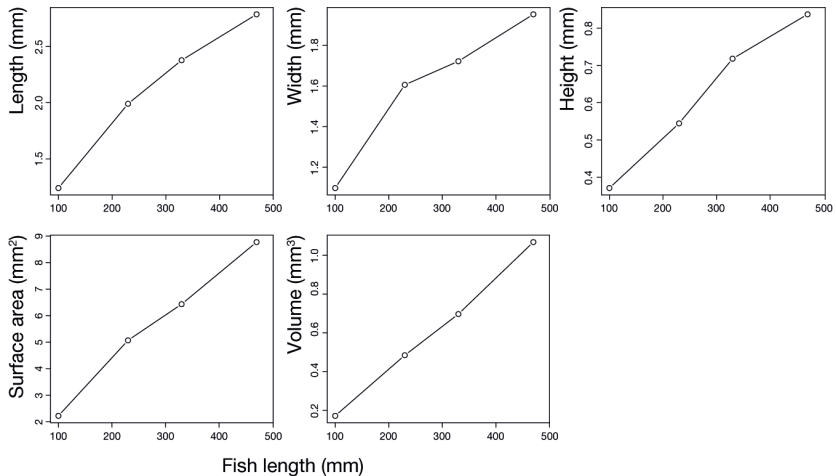 Length (mm)
2.5
2.0
1.5
100 200 300 400 500
Width (mm)
1.8
1.6
1.4
1.2
100 200 300 400 500
Height (mm)
0.8
0.7
0.6
0.5
0.4
100 200 300 400 500
Surface area (mm²)
9
8
7
6
5
4
3
2
100 200 300 400 500
Volume (mm³)
1.0
0.8
0.6
0.4
0.2
100 200 300 400 500
Fish length (mm)